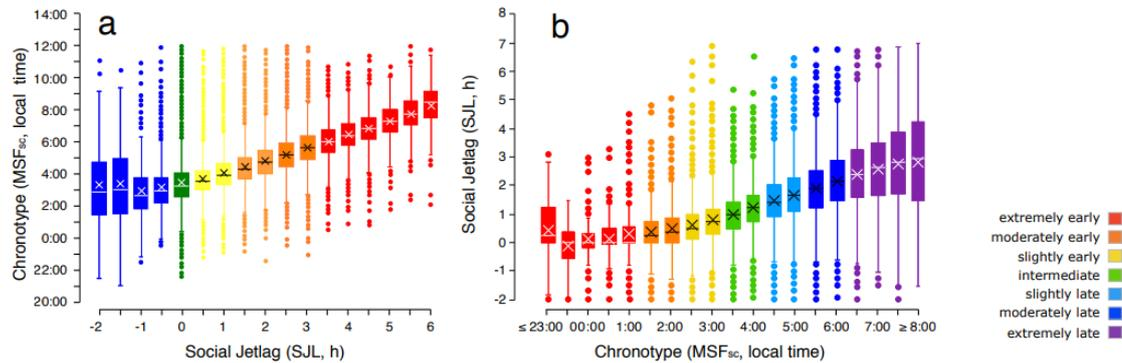 a
Chronotype (MSFsc, local time)
14:00
12:00
10:00
8:00
6:00
4:00
2:00
0:00
22:00
20:00
-2 -1 0 1 2 3 4 5 6
Social Jetlag (SJL, h)
b
Social Jetlag (SJL, h)
8
7
6
5
4
3
2
1
0
-1
-2
≤ 23:00 00:00 1:00 2:00 3:00 4:00 5:00 6:00 7:00 ≥ 8:00
Chronotype (MSFsc, local time)
extremely early
moderately early
slightly early
intermediate
slightly late
moderately late
extremely late